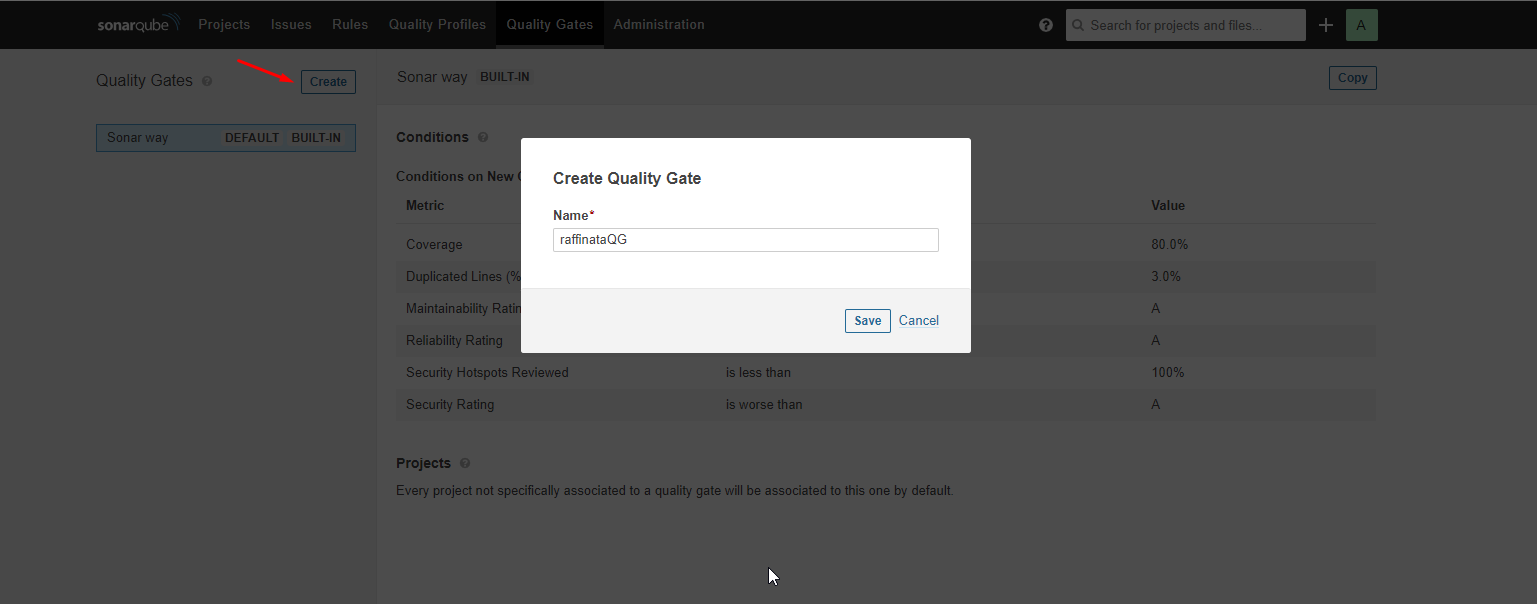 sonarqube Projects Issues Rules Quality Profiles Quality Gates Administration ? Search for projects and files... + A
Quality Gates ? Create
Sonar way DEFAULT BUILT-IN
Sonar way BUILT-IN Copy
Conditions ?
Conditions on New
Metric Value
Coverage 80.0%
Duplicated Lines (% 3.0%
Maintainability A
Reliability Rating A
Security Hotspots Reviewed is less than 100%
Security Rating is worse than A
Projects ?
Every project not specifically associated to a quality gate will be associated to this one by default.
Create Quality Gate
Name*
raffinataQG
Save Cancel